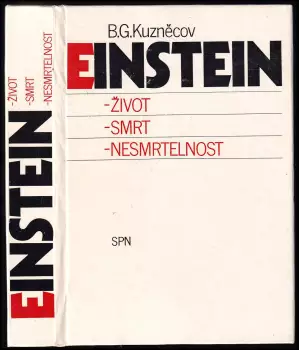 EINSTEIN
-ŽIVOT
-SMRT
-NESMRTELNOST
B.G.Kuzněcov
EINSTEIN
-ŽIVOT
-SMRT
-NESMRTELNOST
SPN